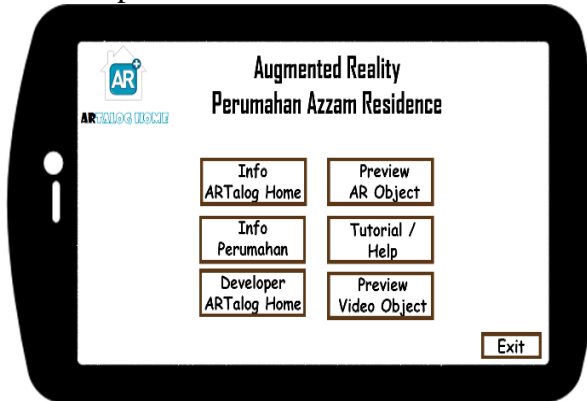 AR+
ARTALOG HOME
Augmented Reality
Perumahan Azzam Residence
Info
ARTalog Home
Preview
AR Object
Info
Perumahan
Tutorial /
Help
Developer
ARTalog Home
Preview
Video Object
Exit